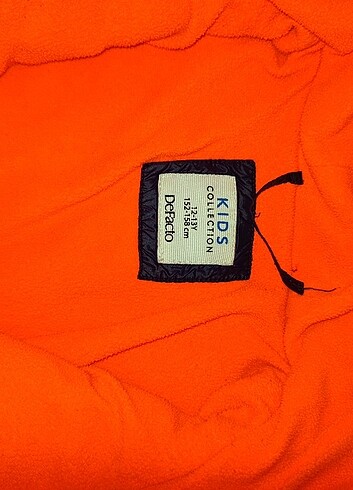 KIDS
COLLECTION
12-13Y
152-158 cm
DeFacto